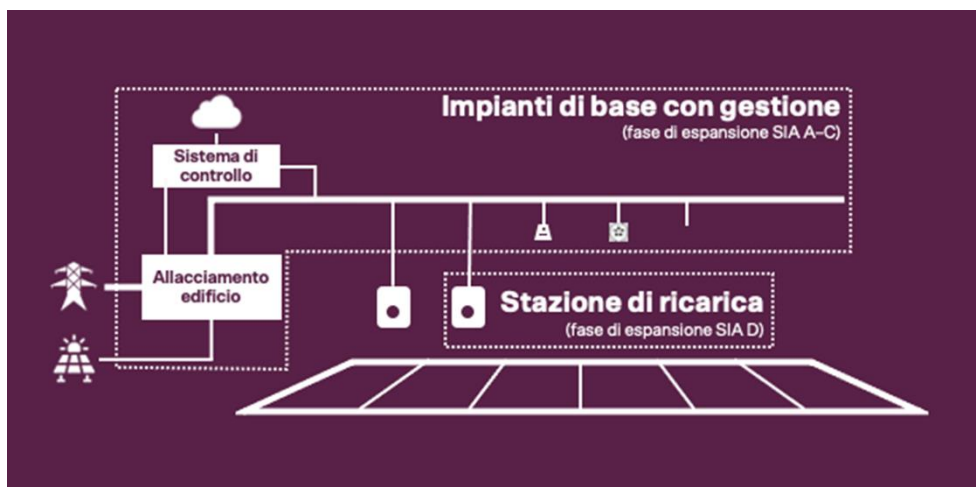 Impianti di base con gestione
(fase di espansione SIA A–C)
Sistema di
controllo
Allacciamento
edificio
Stazione di ricarica
(fase di espansione SIA D)